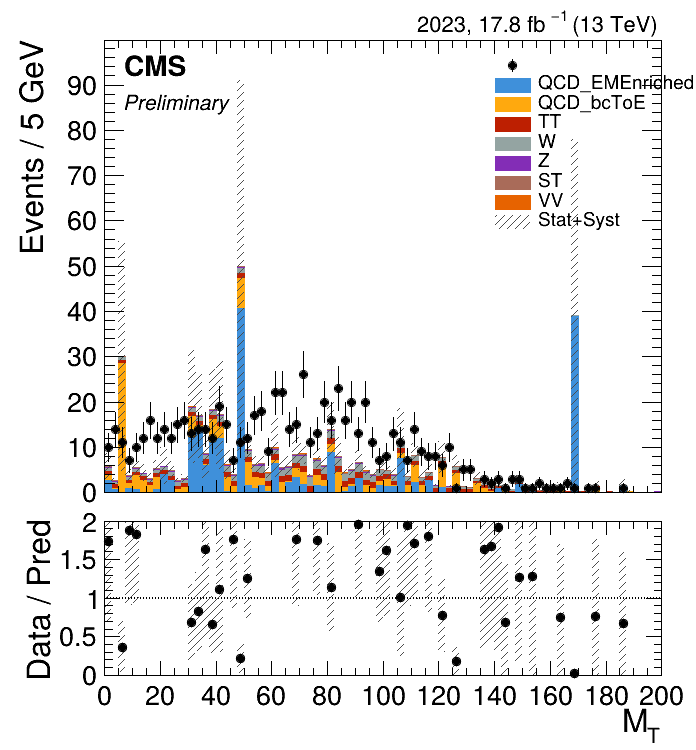 2023, 17.8 fb⁻¹ (13 TeV)
CMS
Preliminary
QCD_EMEnriched
QCD_bcToE
TT
W
Z
ST
VV
Stat+Syst
Events / 5 GeV
90
80
70
60
50
40
30
20
10
0
Data / Pred
2
1.5
1
0.5
0
0 20 40 60 80 100 120 140 160 180 200
M_T